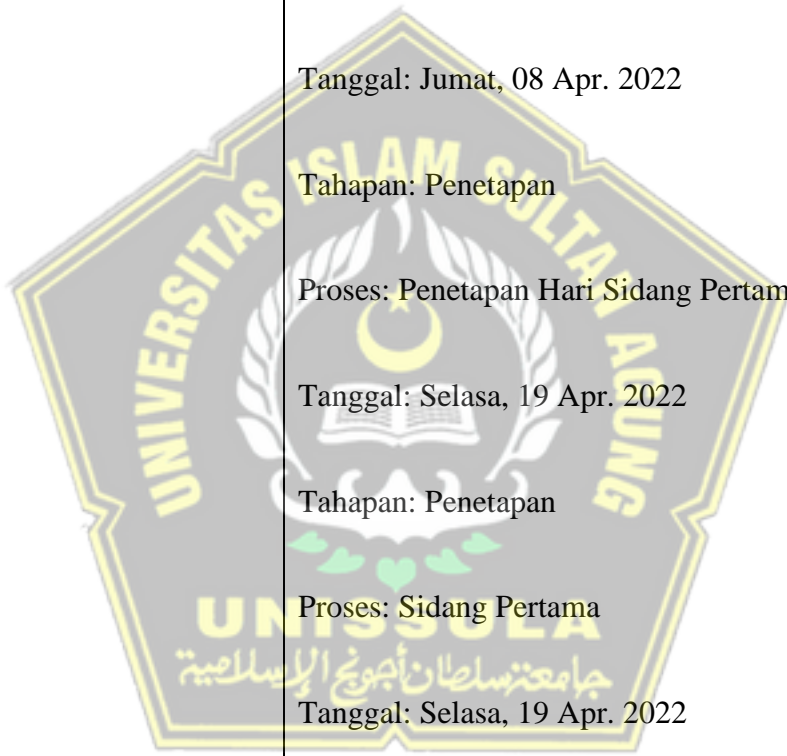 Tanggal: Jumat, 08 Apr. 2022
UNIVERSITAS ISLAM SULTAN AGUNG
Tahapan: Penetapan
Proses: Penetapan Hari Sidang Pertam
Tanggal: Selasa, 19 Apr. 2022
Tahapan: Penetapan
Proses: Sidang Pertama
UNISSULA
جامعة سلطان أجونج الإسلامية
Tanggal: Selasa, 19 Apr. 2022